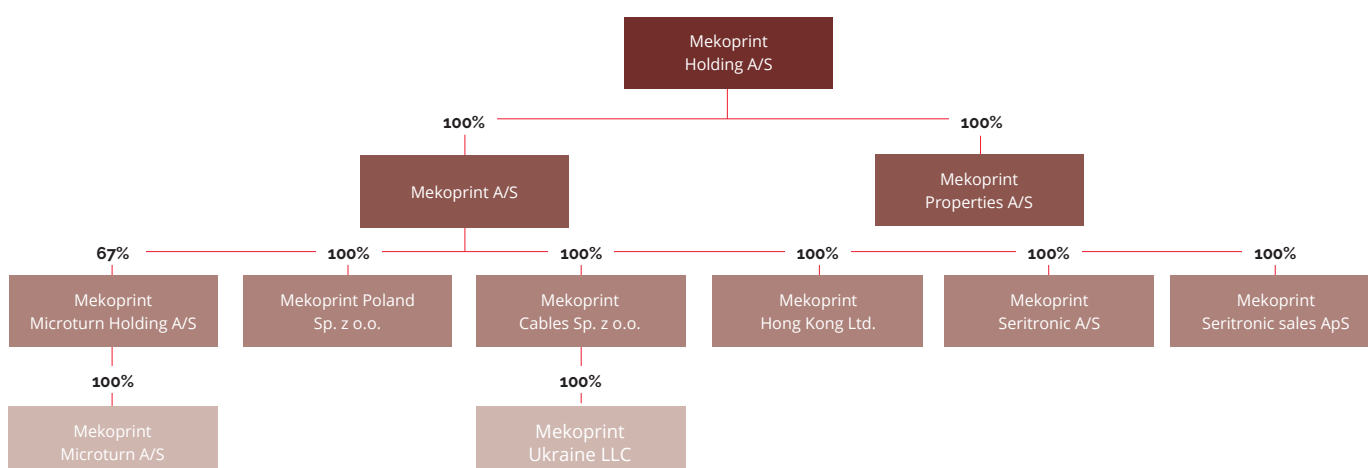 Mekoprint
Holding A/S
100%
100%
Mekoprint A/S
Mekoprint
Properties A/S
67%
100%
100%
100%
100%
100%
Mekoprint
Microturn Holding A/S
Mekoprint Poland
Sp. z o.o.
Mekoprint
Cables Sp. z o.o.
Mekoprint
Hong Kong Ltd.
Mekoprint
Seritronic A/S
Mekoprint
Seritronic sales ApS
100%
100%
Mekoprint
Microturn A/S
Mekoprint
Ukraine LLC